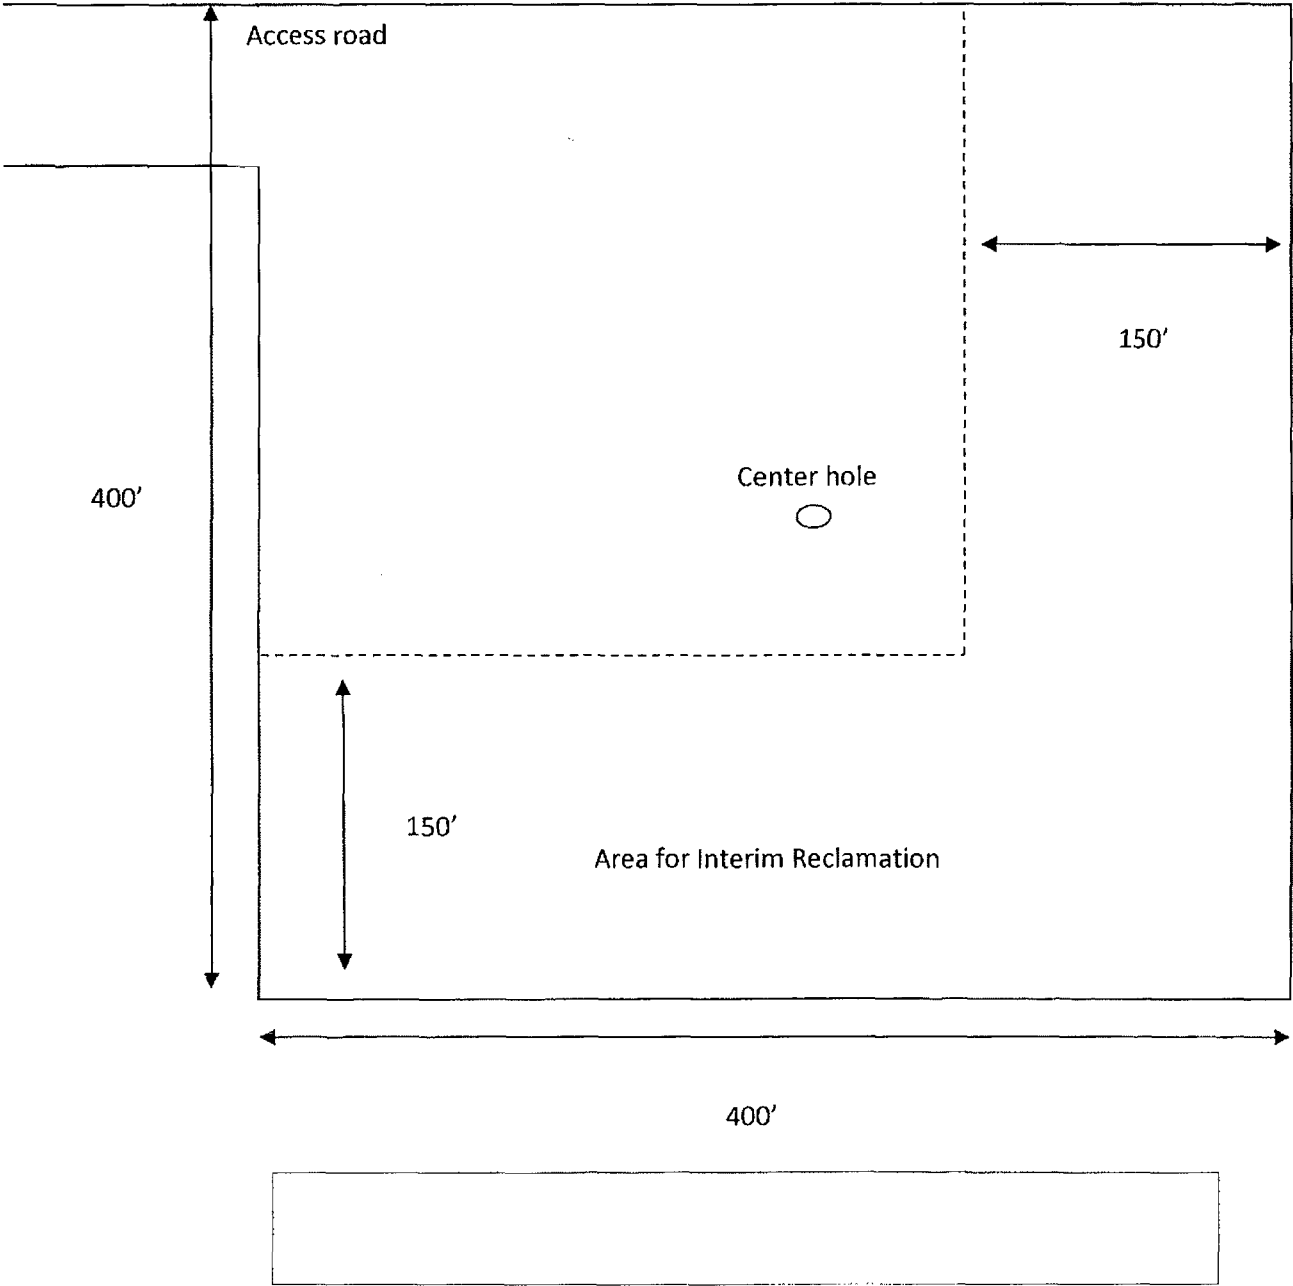 Access road
150’
Center hole
400’
150’
Area for Interim Reclamation
400’